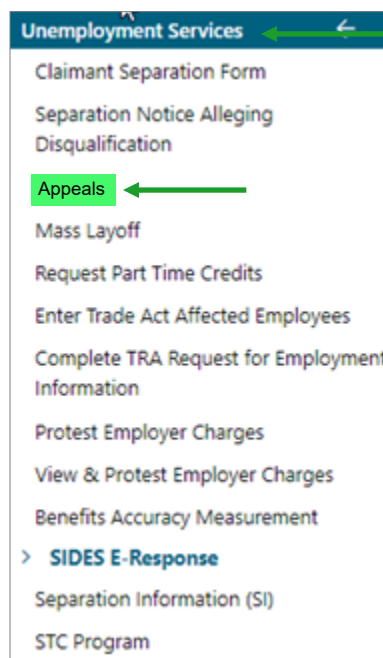 Unemployment Services
Claimant Separation Form
Separation Notice Alleging
Disqualification
Appeals
Mass Layoff
Request Part Time Credits
Enter Trade Act Affected Employees
Complete TRA Request for Employment
Information
Protest Employer Charges
View & Protest Employer Charges
Benefits Accuracy Measurement
SIDES E-Response
Separation Information (SI)
STC Program